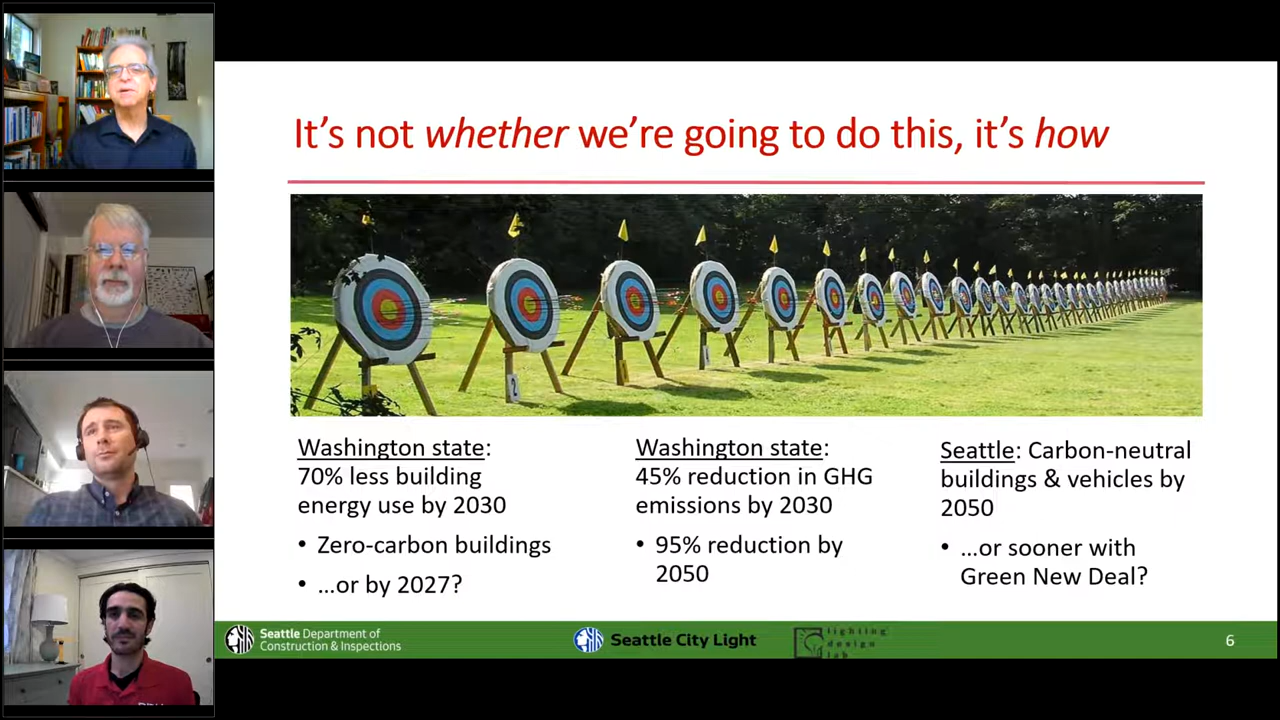 It's not whether we're going to do this, it's how
2
Washington state:
70% less building
energy use by 2030
• Zero-carbon buildings
• ...or by 2027?
Washington state:
45% reduction in GHG
emissions by 2030
• 95% reduction by
2050
Seattle: Carbon-neutral
buildings & vehicles by
2050
• ...or sooner with
Green New Deal?
Seattle Department of
Construction & Inspections
Seattle City Light
lighting
design
lab
6